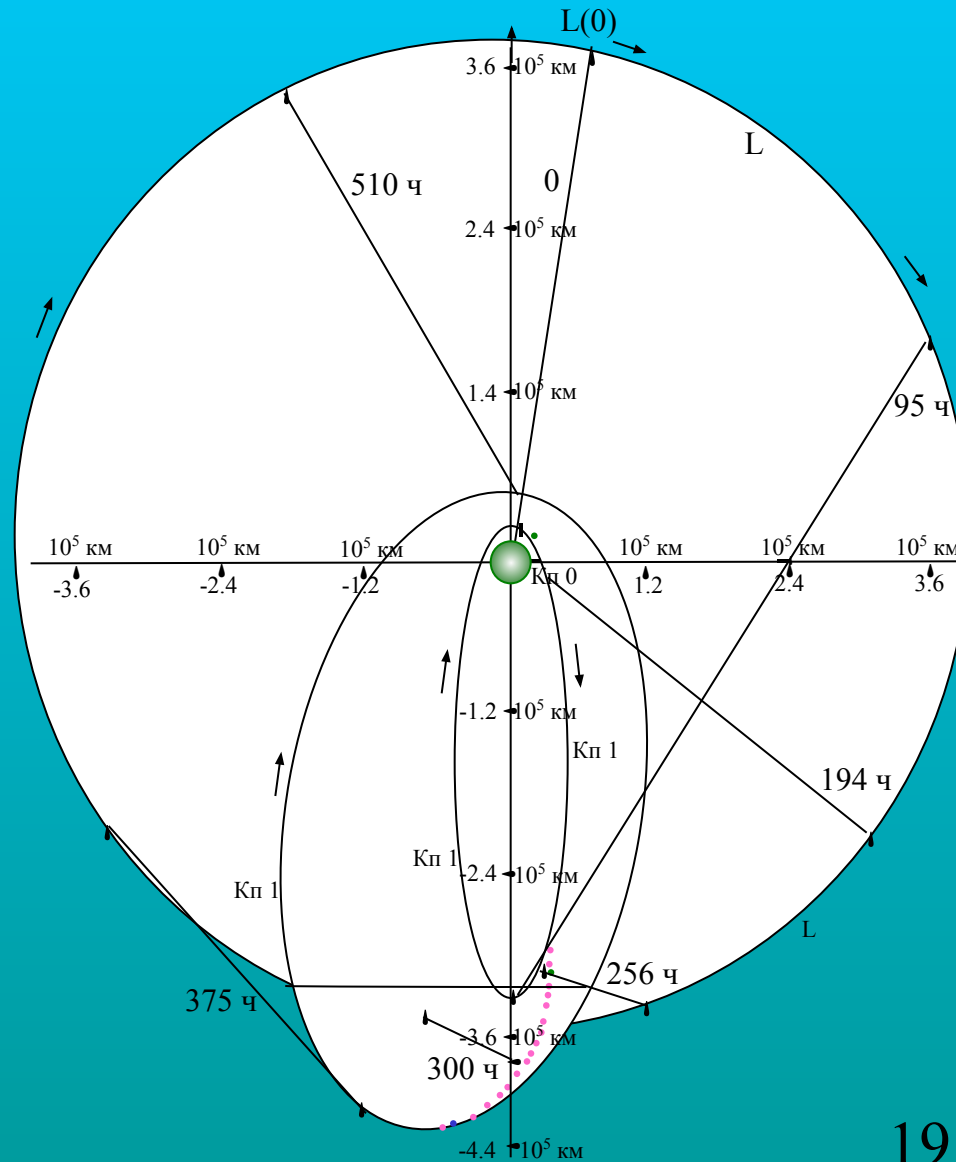 L(0)
3.6 10⁵ км
L
510 ч
0
2.4 10⁵ км
1.4 10⁵ км
95 ч
10⁵ км 10⁵ км 10⁵ км 10⁵ км 10⁵ км 10⁵ км
-3.6 -2.4 -1.2 Кп 0 1.2 2.4 3.6
-1.2 10⁵ км
Кп 1
194 ч
Кп 1
-2.4 10⁵ км
Кп 1
L
256 ч
375 ч
-3.6 10⁵ км
300 ч
-4.4 10⁵ км
19